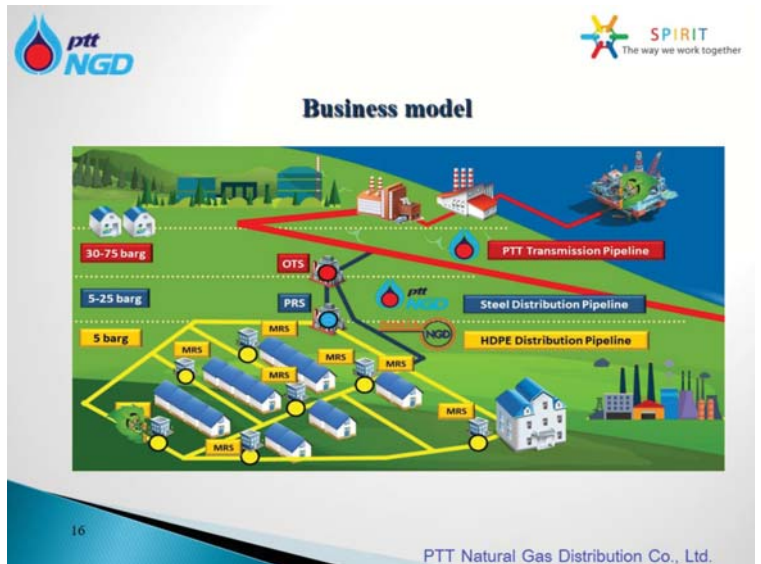 ptt
NGD
SPIRIT
The way we work together
Business model
30-75 barg
OTS
PTT Transmission Pipeline
5-25 barg
PRS
ptt
NGD
Steel Distribution Pipeline
5 barg
MRS
NGD
HDPE Distribution Pipeline
MRS
MRS
MRS
MRS
MRS
MRS
16
PTT Natural Gas Distribution Co., Ltd.